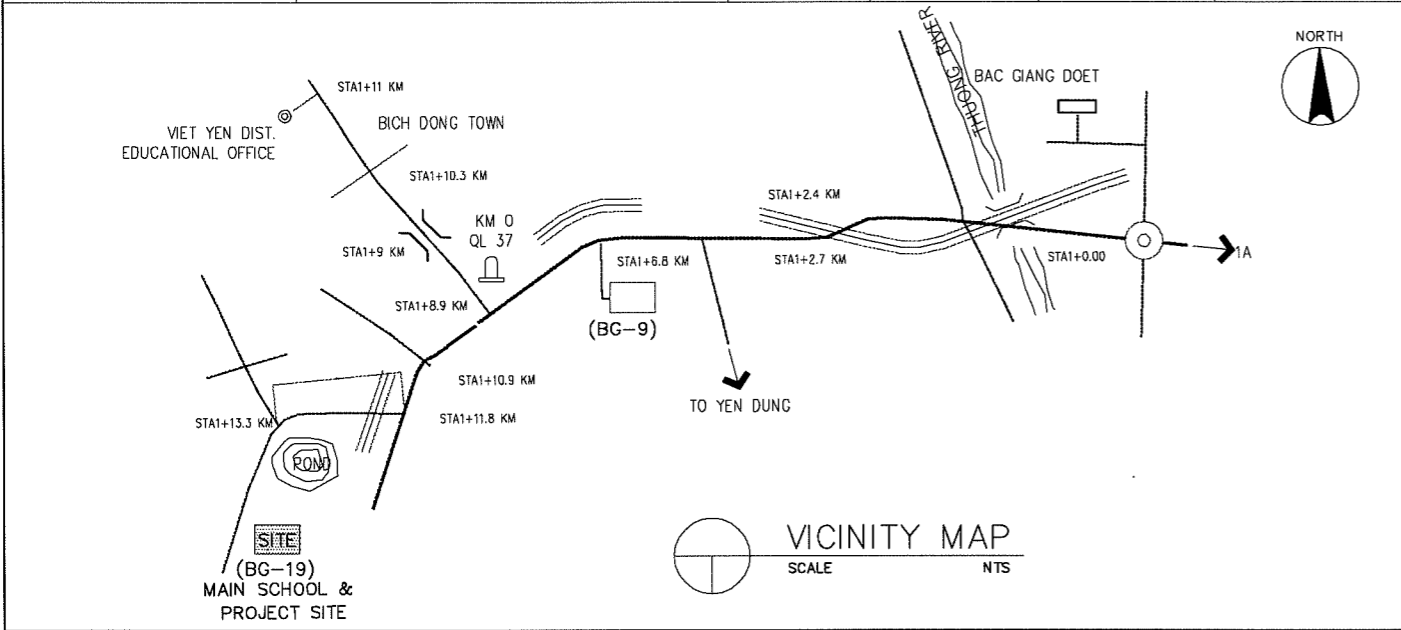 NORTH
THUONG RIVER
BAC GIANG DOET
STA1+11 KM
VIET YEN DIST.
EDUCATIONAL OFFICE
BICH DONG TOWN
STA1+10.3 KM
STA1+2.4 KM
KM 0
QL 37
STA1+9 KM
STA1+6.8 KM
STA1+2.7 KM
STA1+0.00
1A
STA1+8.9 KM
(BG-9)
STA1+10.9 KM
TO YEN DUNG
STA1+13.3 KM
STA1+11.8 KM
POND
SITE
(BG-19)
MAIN SCHOOL &
PROJECT SITE
VICINITY MAP
SCALE NTS